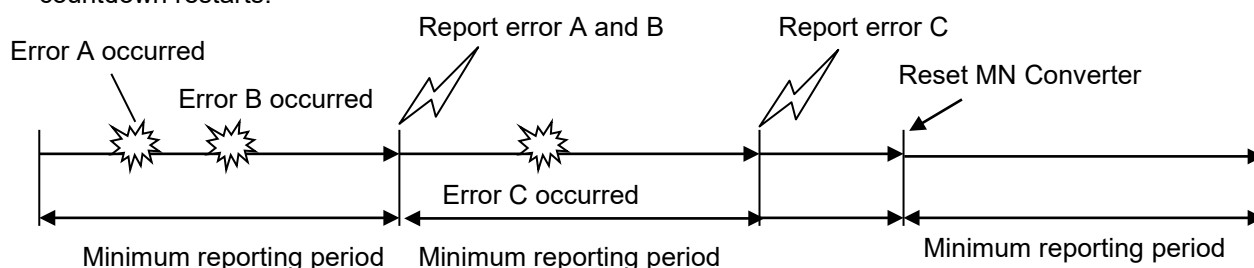 countdown restarts.
Report error A and B
Report error C
Error A occurred
Reset MN Converter
Error B occurred
Error C occurred
Minimum reporting period
Minimum reporting period
Minimum reporting period